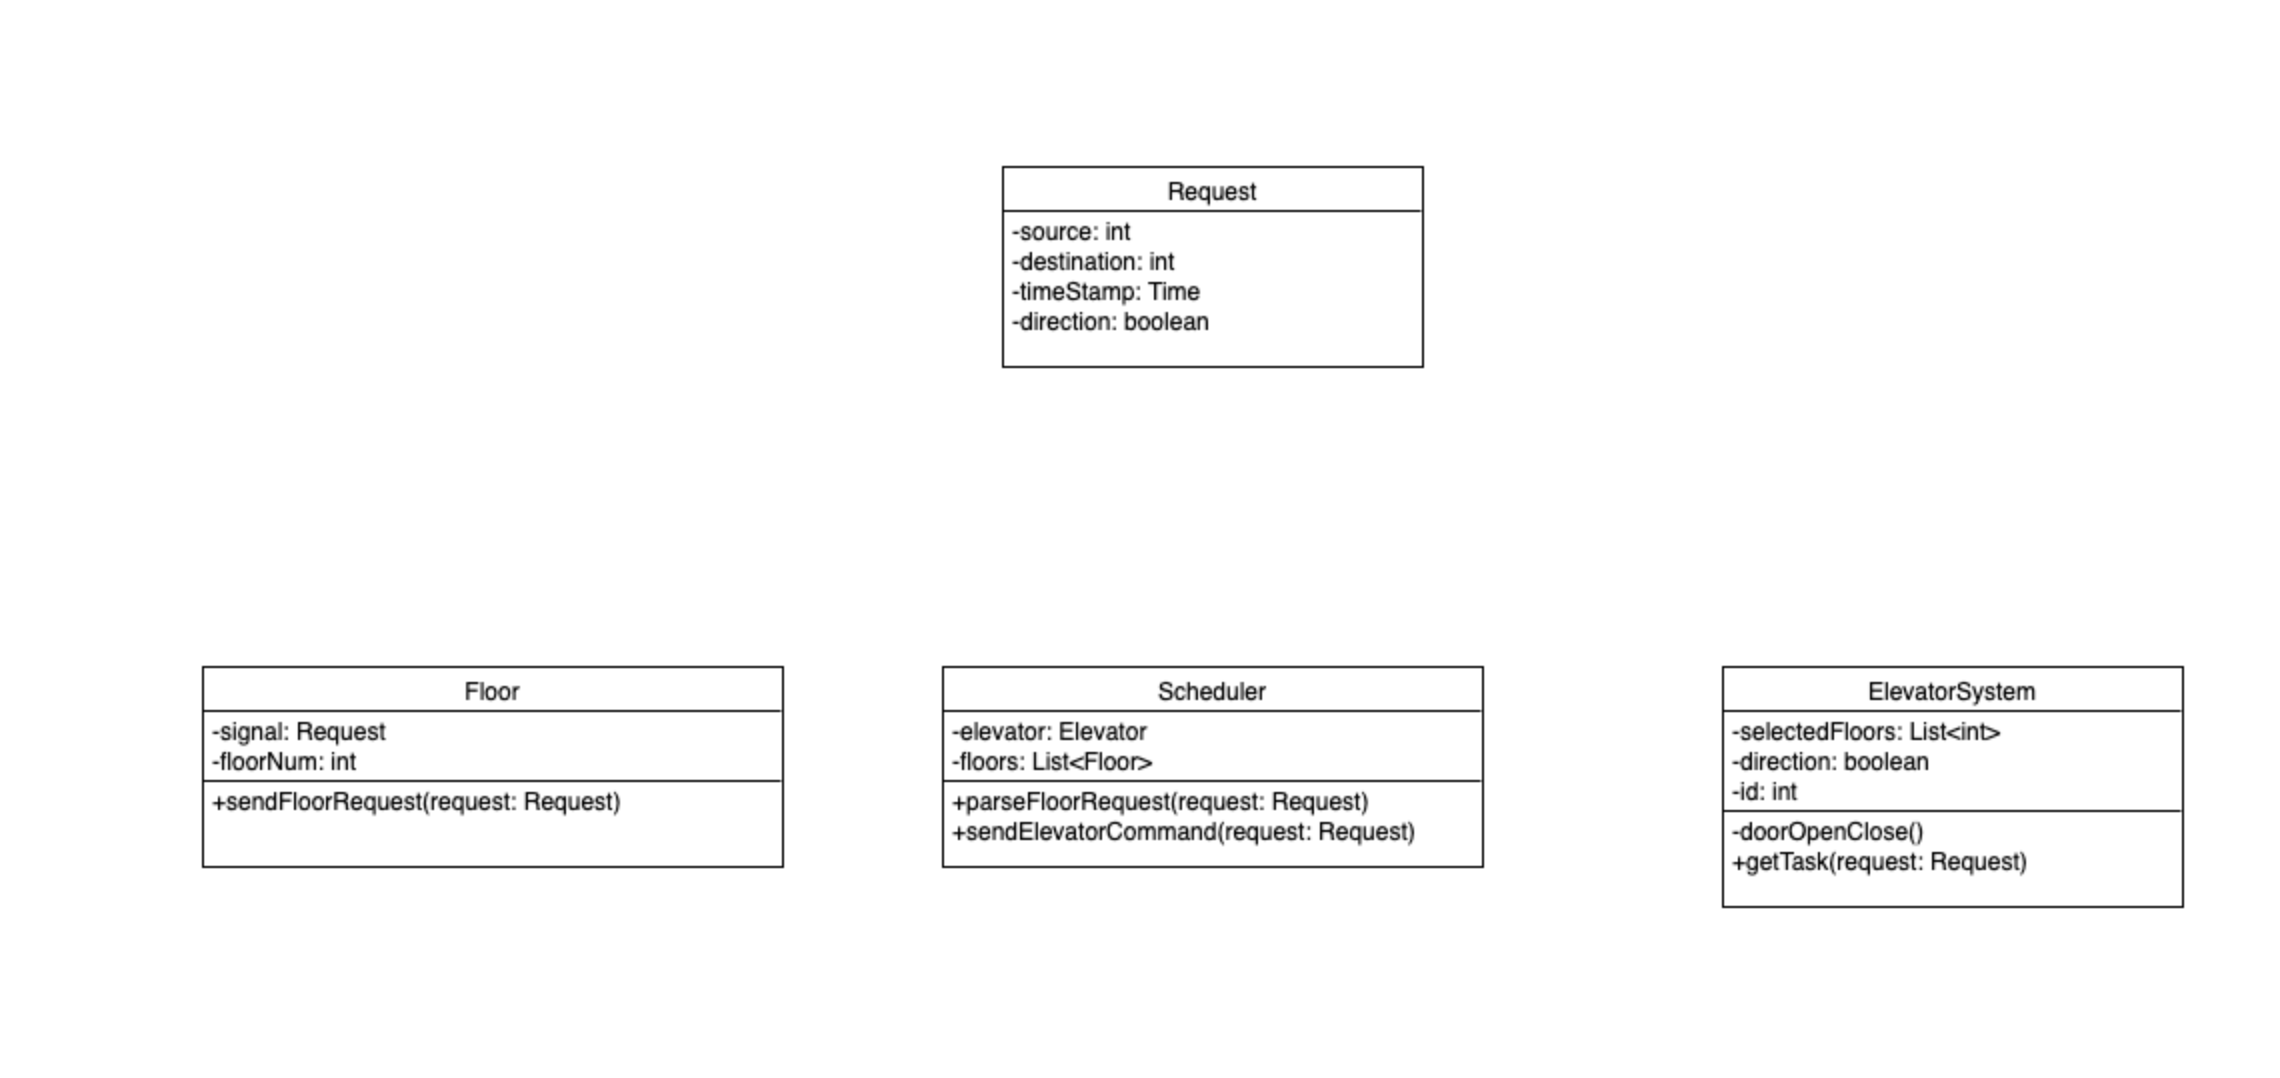 Request
-source: int
-destination: int
-timeStamp: Time
-direction: boolean
Floor
-signal: Request
-floorNum: int
+sendFloorRequest(request: Request)
Scheduler
-elevator: Elevator
-floors: List<Floor>
+parseFloorRequest(request: Request)
+sendElevatorCommand(request: Request)
ElevatorSystem
-selectedFloors: List<int>
-direction: boolean
-id: int
-doorOpenClose()
+getTask(request: Request)